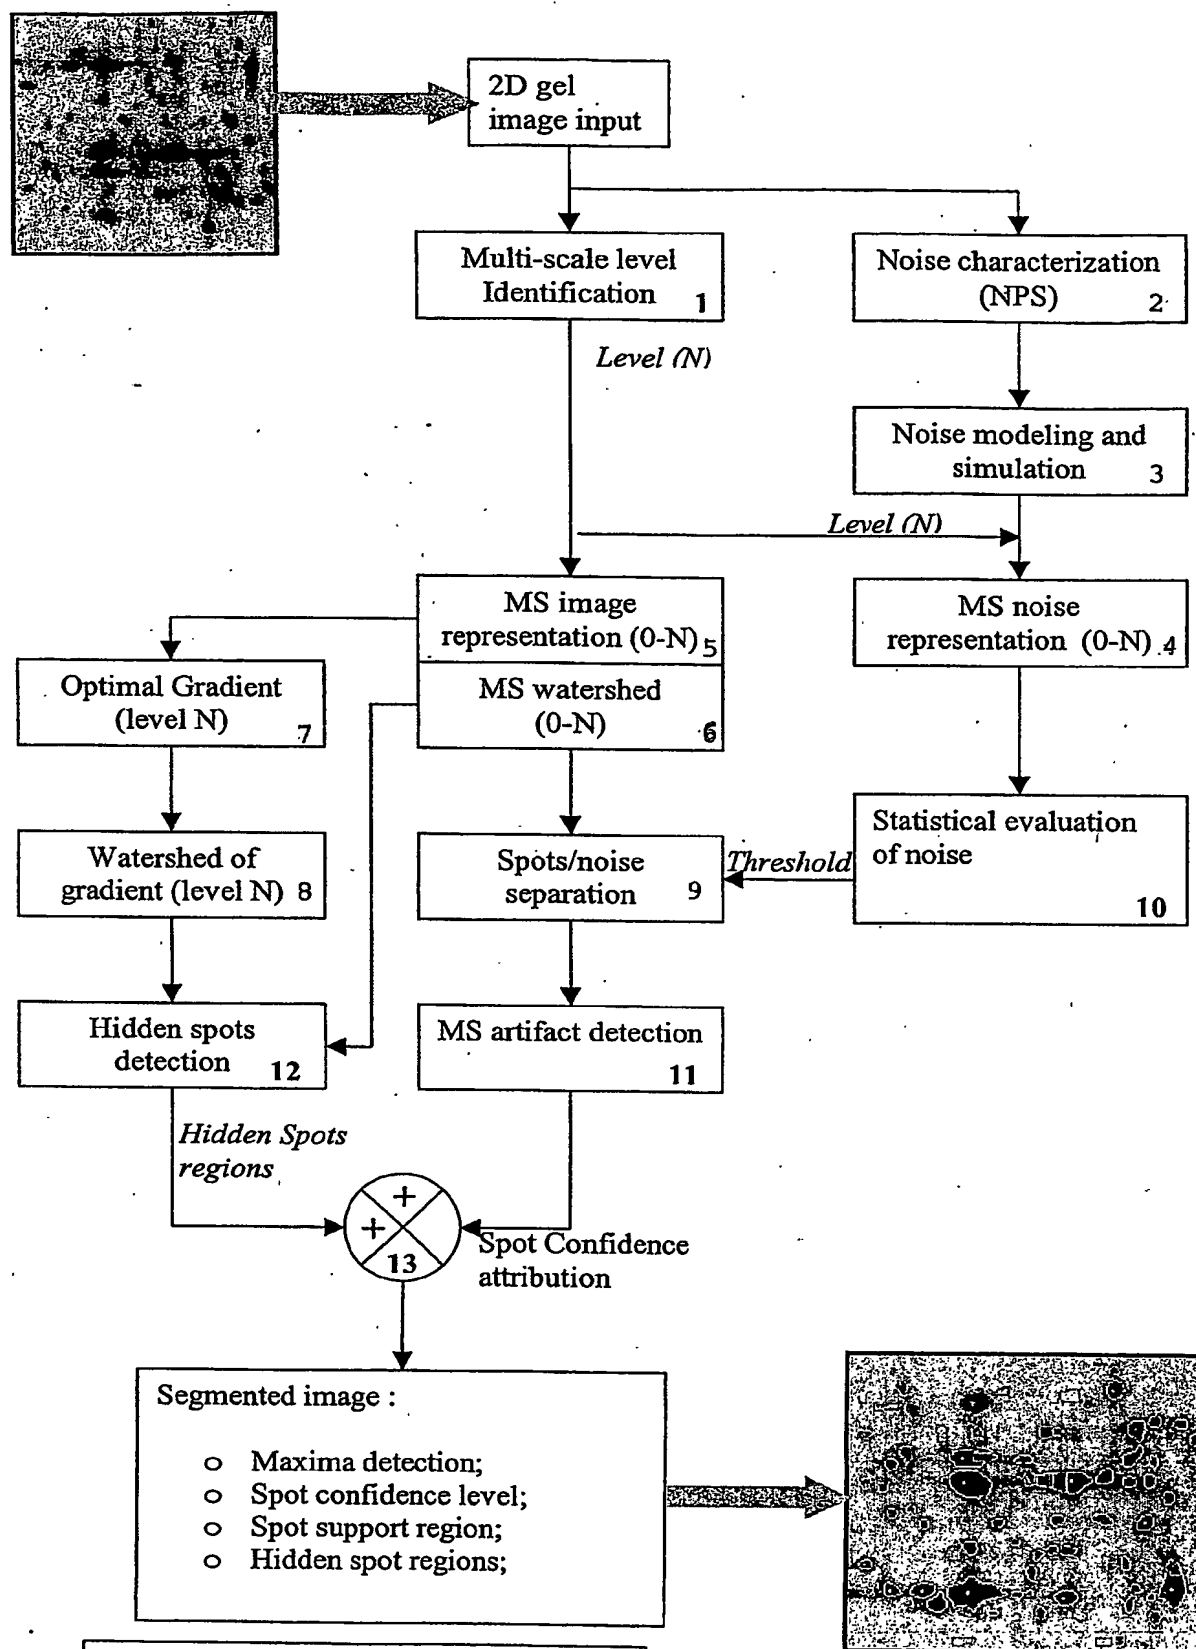 2D gel
image input
Multi-scale level
Identification 1
Noise characterization
(NPS) 2
Level (N)
Noise modeling and
simulation 3
Level (N)
MS image
representation (0-N) 5
MS noise
representation (0-N) 4
Optimal Gradient
(level N) 7
MS watershed
(0-N) 6
Watershed of
gradient (level N) 8
Spots/noise
separation 9
Threshold
Statistical evaluation
of noise
10
Hidden spots
detection 12
MS artifact detection
11
Hidden Spots
regions
+
+
13
Spot Confidence
attribution
Segmented image :
o Maxima detection;
o Spot confidence level;
o Spot support region;
o Hidden spot regions;